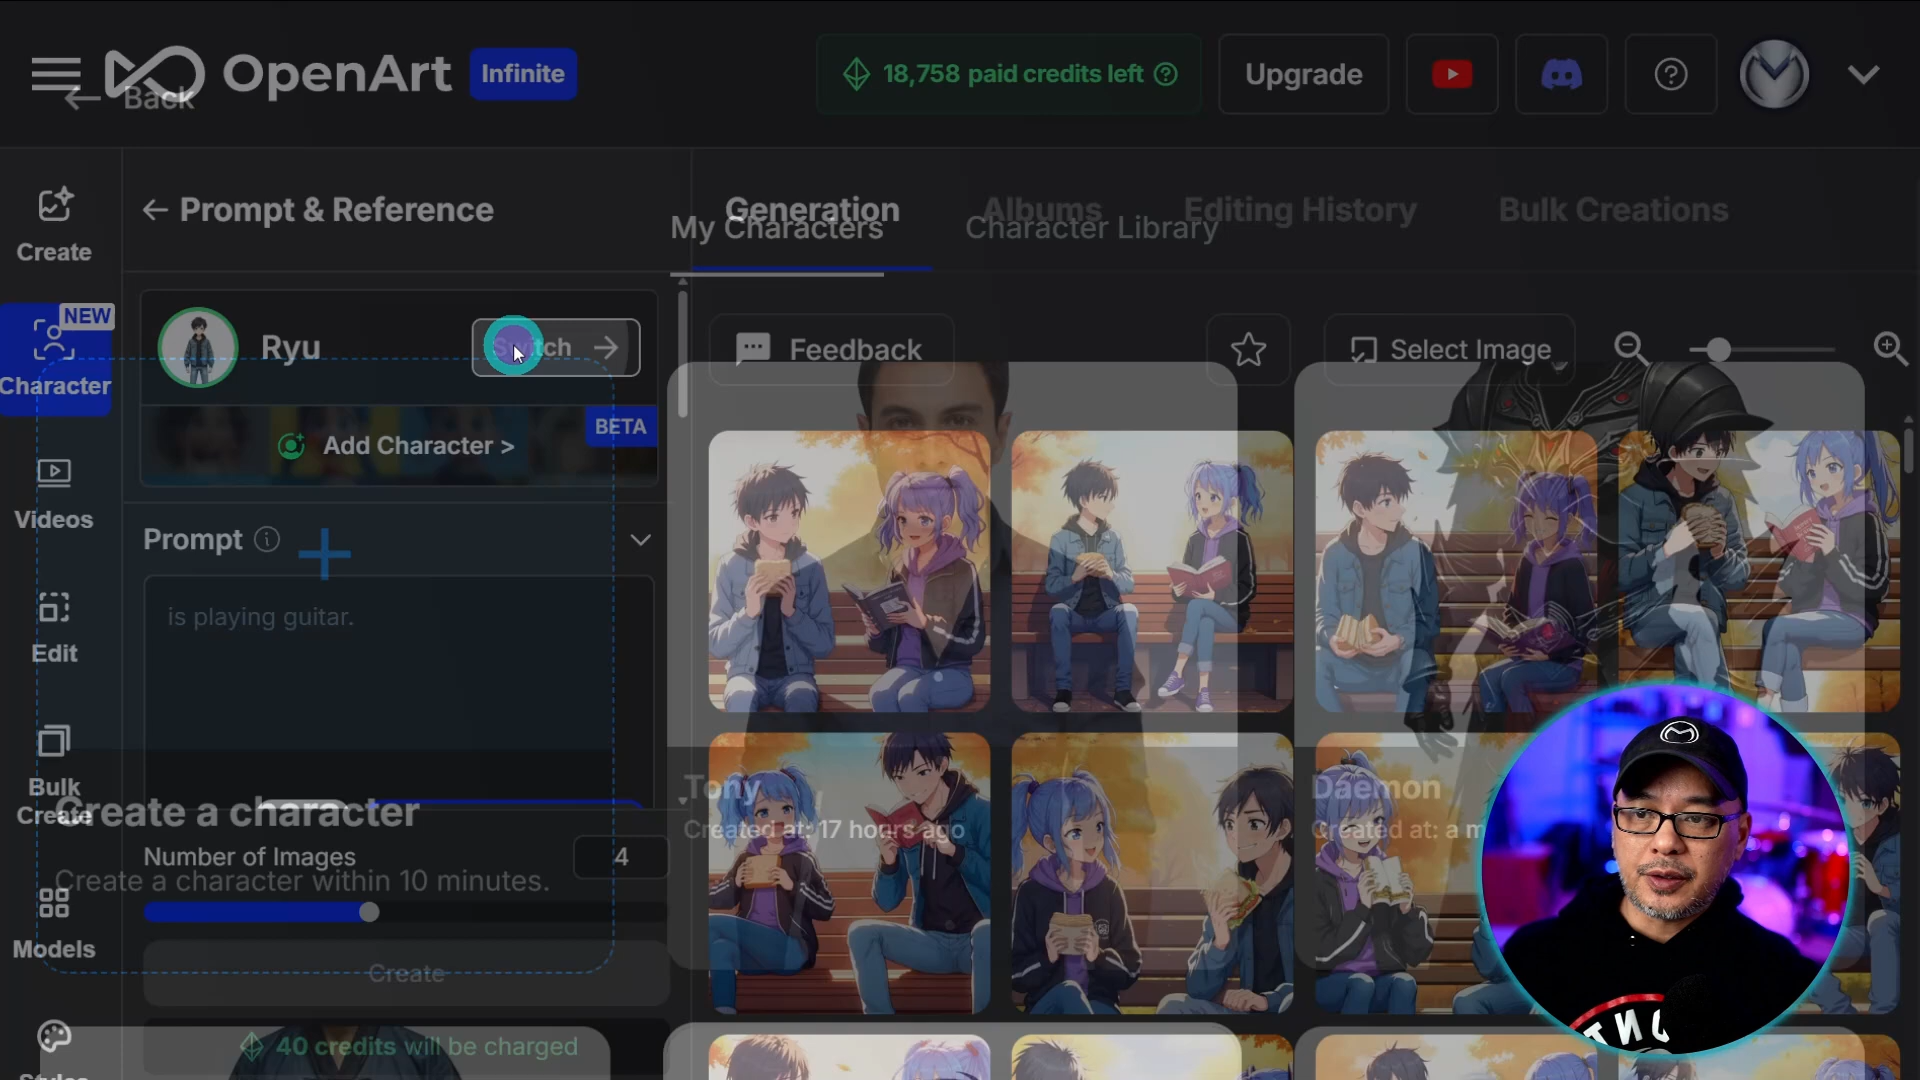 OpenArt Infinite
18,758 paid credits left
Upgrade
Back
Create
NEW
Character
Videos
Edit
Bulk
Create
Models
Prompt & Reference
Ryu
Switch
BETA
Add Character >
Prompt
is playing guitar.
Create a character
Number of Images
4
Create a character within 10 minutes.
Create
40 credits will be charged
Generation
Albums
Editing History
Bulk Creations
My Characters
Character Library
Feedback
Select Image
Tony
Created at: 17 hours ago
Daemon
Created at: a m